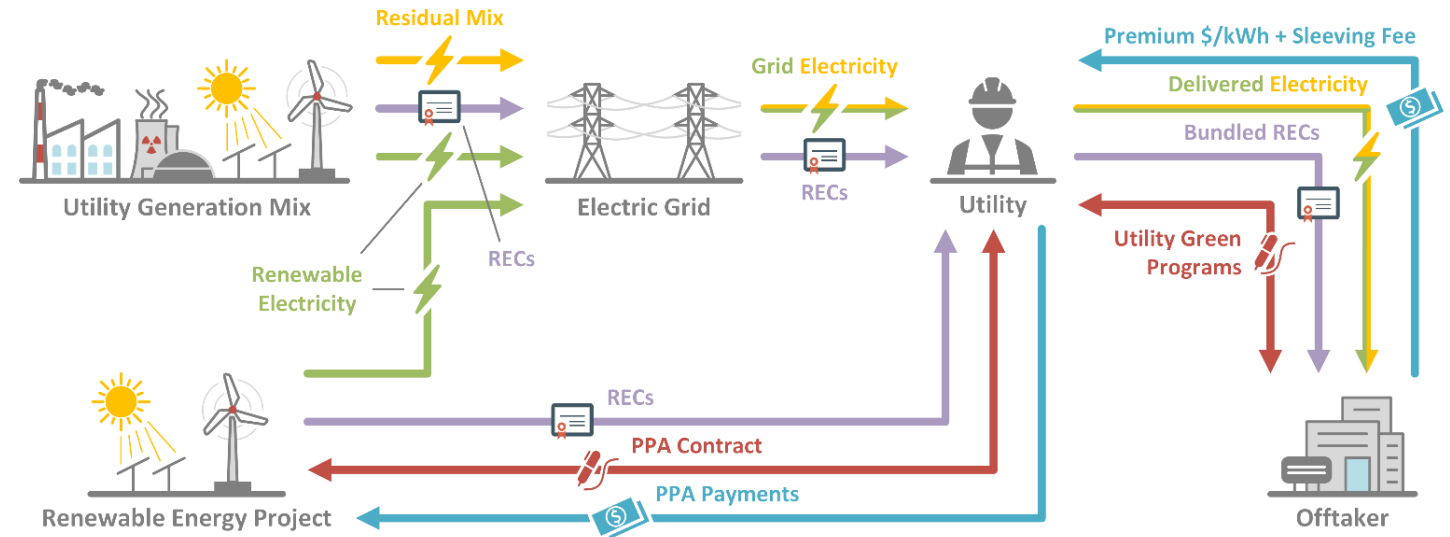 Residual Mix
Premium $/kWh + Sleeving Fee
Grid Electricity
Delivered Electricity
Bundled RECs
RECs
Utility Generation Mix
Electric Grid
Utility
RECs
Utility Green
Programs
Renewable
Electricity
RECs
PPA Contract
PPA Payments
Renewable Energy Project
Offtaker